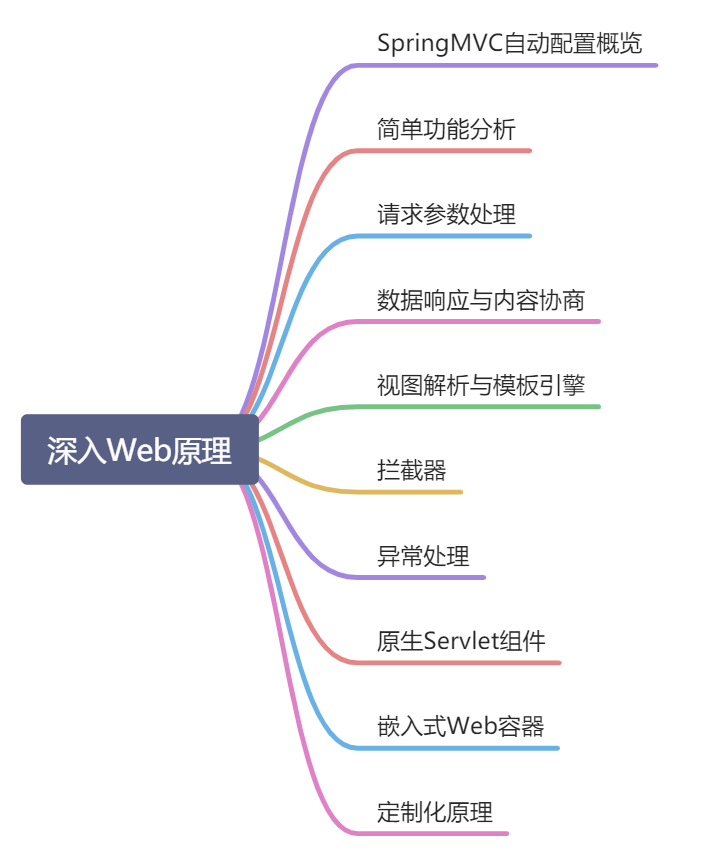 SpringMVC自动配置概览
简单功能分析
请求参数处理
数据响应与内容协商
视图解析与模板引擎
深入Web原理
拦截器
异常处理
原生Servlet组件
嵌入式Web容器
定制化原理